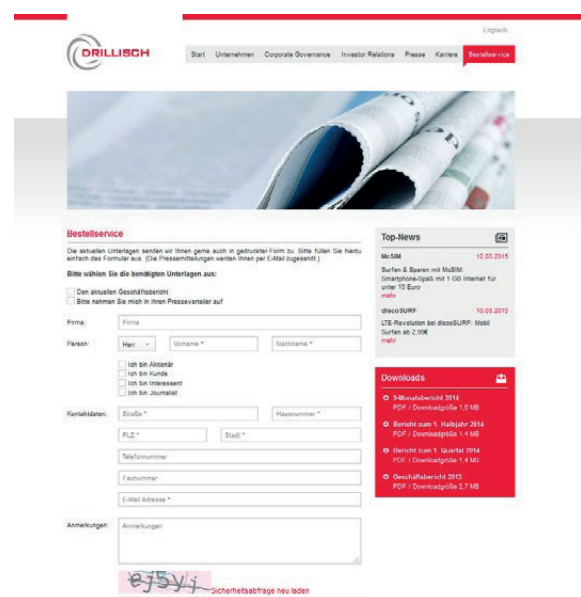 Englisch
DRILLISCH
Start Unternehmen Corporate Governance Investor Relations Presse Karriere Bestellservice
Bestellservice
Die aktuellen Unterlagen senden wir Ihnen gerne auch in gedruckter Form zu. Bitte füllen Sie hierzu
einfach das Formular aus. (Die Pressemitteilungen werden Ihnen per E-Mail zugesandt.)
Bitte wählen Sie die benötigten Unterlagen aus:
Den aktuellen Geschäftsbericht
Bitte nehmen Sie mich in Ihren Presseverteiler auf
Firma: Firma
Person: Herr Vorname * Nachname *
Ich bin Aktionär
Ich bin Kunde
Ich bin Interessent
Ich bin Journalist
Kontaktdaten: Straße * Hausnummer *
PLZ * Stadt *
Telefonnummer
Faxnummer
E-Mail Adresse *
Anmerkungen: Anmerkungen
ej5yj Sicherheitsabfrage neu laden
Top-News
McSIM 12.03.2015
Surfen & Sparen mit McSIM:
Smartphone-Spaß mit 1 GB Internet für
unter 10 Euro
mehr
discoSURF 10.03.2015
LTE-Revolution bei discoSURF: Mobil
Surfen ab 2,99€
mehr
Downloads
9-Monatsbericht 2014
PDF / Downloadgröße 1,6 MB
Bericht zum 1. Halbjahr 2014
PDF / Downloadgröße 1,4 MB
Bericht zum 1. Quartal 2014
PDF / Downloadgröße 1,4 MB
Geschäftsbericht 2013
PDF / Downloadgröße 2,7 MB